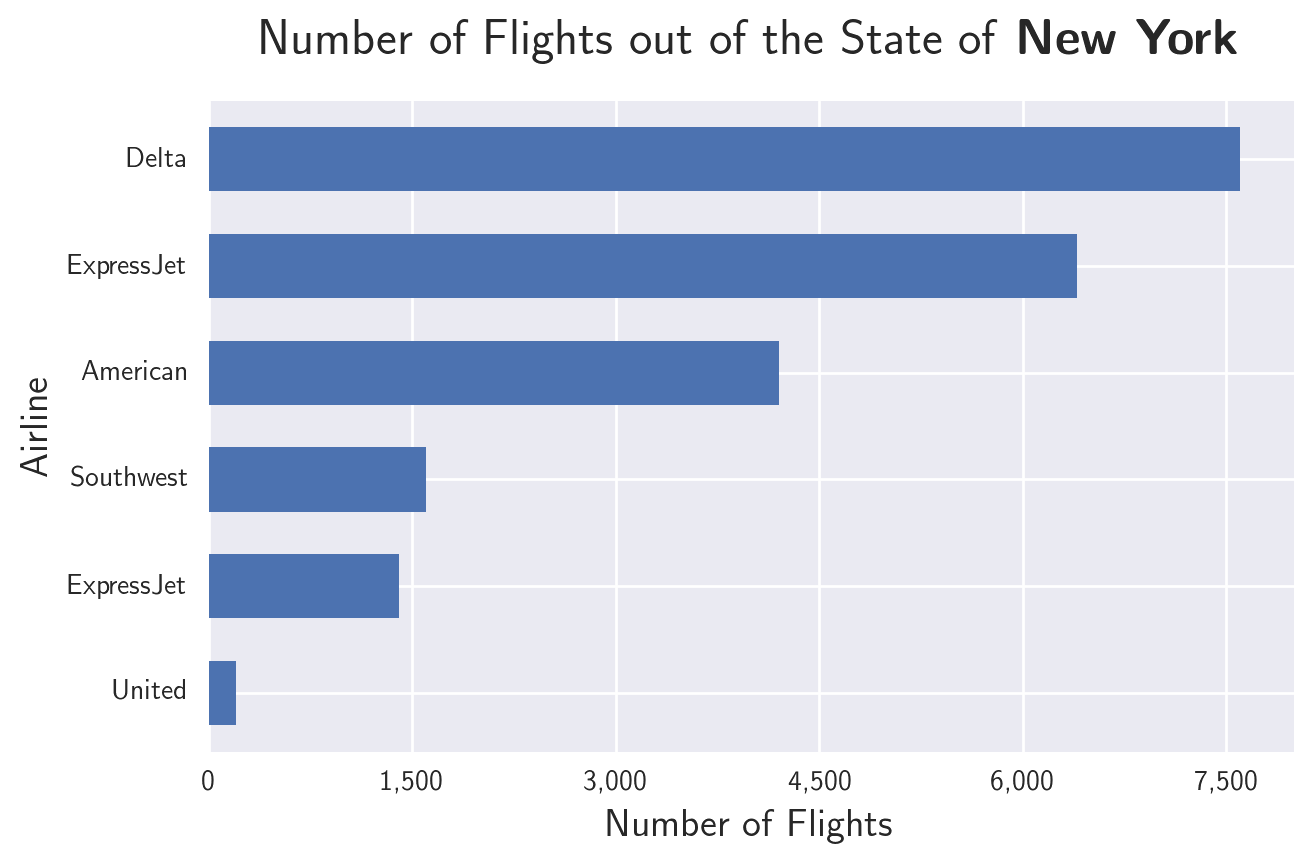 Number of Flights out of the State of New York
Delta
ExpressJet
American
Southwest
ExpressJet
United
Airline
0 1,500 3,000 4,500 6,000 7,500
Number of Flights